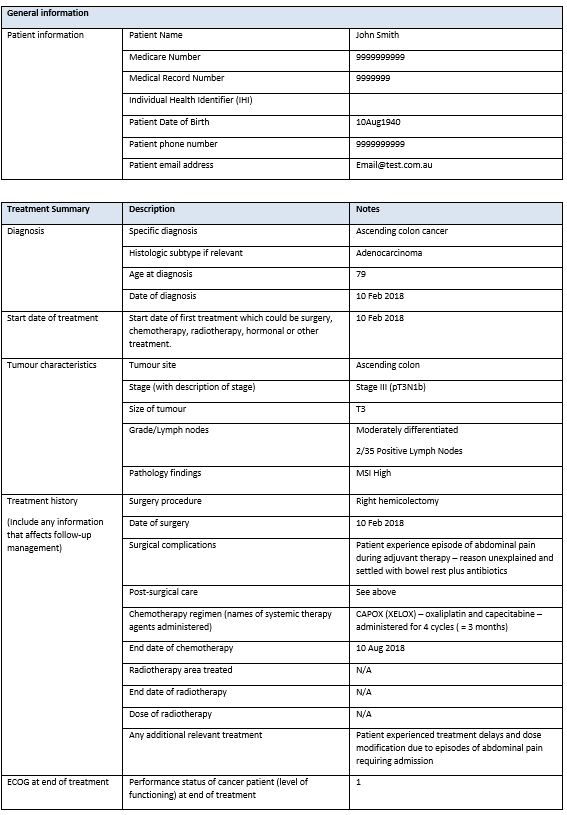 General information
Patient information
Patient Name
John Smith
Medicare Number
9999999999
Medical Record Number
9999999
Individual Health Identifier (IHI)
Patient Date of Birth
10Aug1940
Patient phone number
9999999999
Patient email address
Email@test.com.au
Treatment Summary
Description
Notes
Diagnosis
Specific diagnosis
Ascending colon cancer
Histologic subtype if relevant
Adenocarcinoma
Age at diagnosis
79
Date of diagnosis
10 Feb 2018
Start date of treatment
Start date of first treatment which could be surgery,
chemotherapy, radiotherapy, hormonal or other
treatment.
10 Feb 2018
Tumour characteristics
Tumour site
Ascending colon
Stage (with description of stage)
Stage III (pT3N1b)
Size of tumour
T3
Grade/Lymph nodes
Moderately differentiated
2/35 Positive Lymph Nodes
Pathology findings
MSI High
Treatment history
(Include any information
that affects follow-up
management)
Surgery procedure
Right hemicolectomy
Date of surgery
10 Feb 2018
Surgical complications
Patient experience episode of abdominal pain
during adjuvant therapy – reason unexplained and
settled with bowel rest plus antibiotics
Post-surgical care
See above
Chemotherapy regimen (names of systemic therapy
agents administered)
CAPOX (XELOX) – oxaliplatin and capecitabine –
administered for 4 cycles ( = 3 months)
End date of chemotherapy
10 Aug 2018
Radiotherapy area treated
N/A
End date of radiotherapy
N/A
Dose of radiotherapy
N/A
Any additional relevant treatment
Patient experienced treatment delays and dose
modification due to episodes of abdominal pain
requiring admission
ECOG at end of treatment
Performance status of cancer patient (level of
functioning) at end of treatment
1